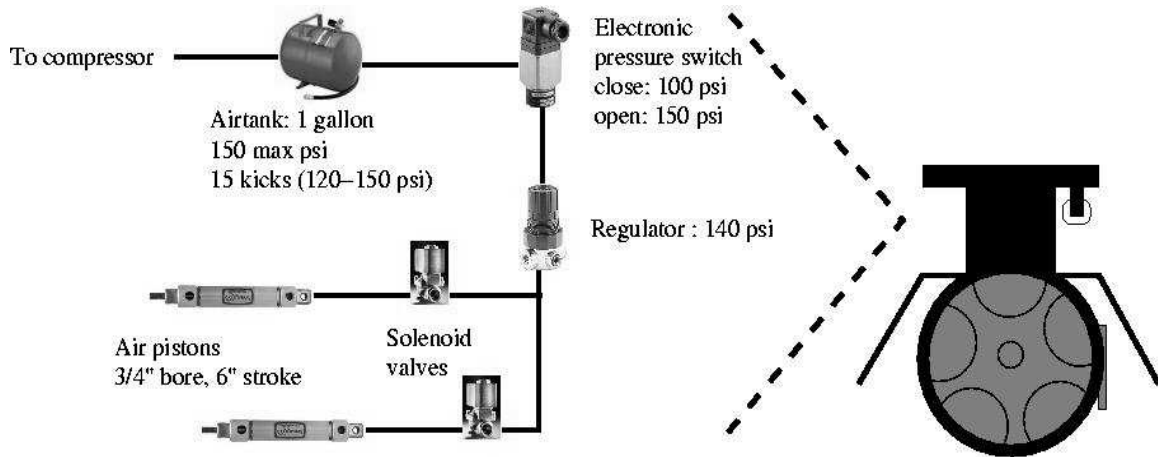 To compressor
Airtank: 1 gallon
150 max psi
15 kicks (120–150 psi)
Electronic
pressure switch
close: 100 psi
open: 150 psi
Regulator : 140 psi
Solenoid
valves
Air pistons
3/4" bore, 6" stroke